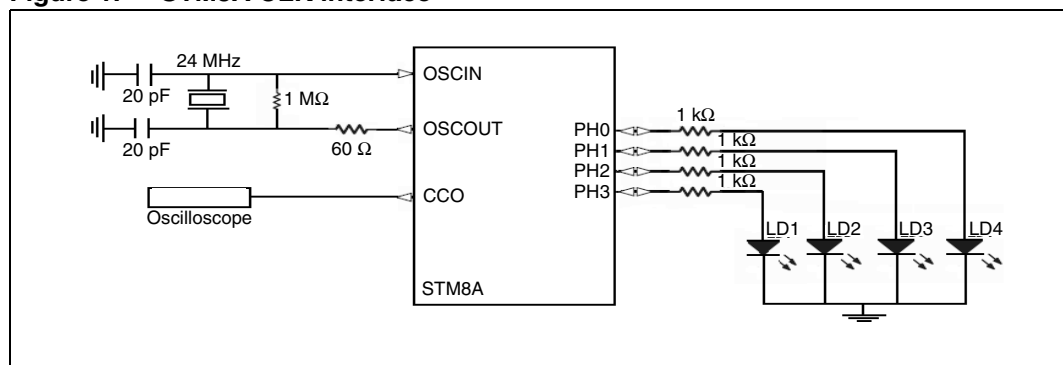 24 MHz
OSCIN
20 pF
1 MΩ
OSCOUT
20 pF
60 Ω
CCO
Oscilloscope
STM8A
1 kΩ
PH0
1 kΩ
PH1
1 kΩ
PH2
1 kΩ
PH3
LD1
LD2
LD3
LD4